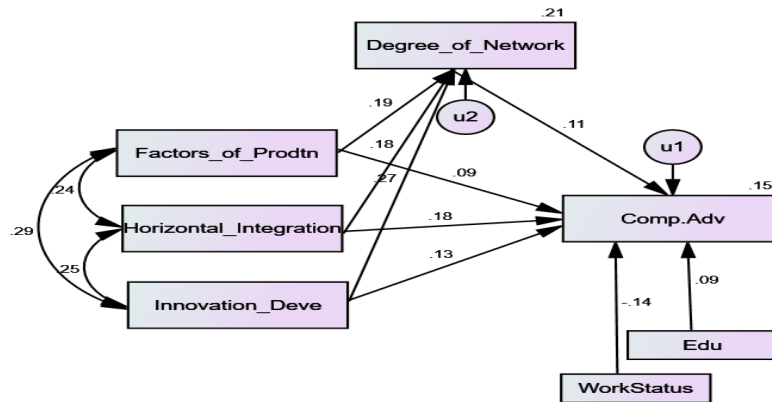 .21
Degree_of_Network
u2
.19
.18
.27
.11
u1
Factors_of_Prodtn
.09
.15
Comp.Adv
.24
Horizontal_Integration
.18
.29
.25
.13
Innovation_Deve
-.14
.09
Edu
WorkStatus